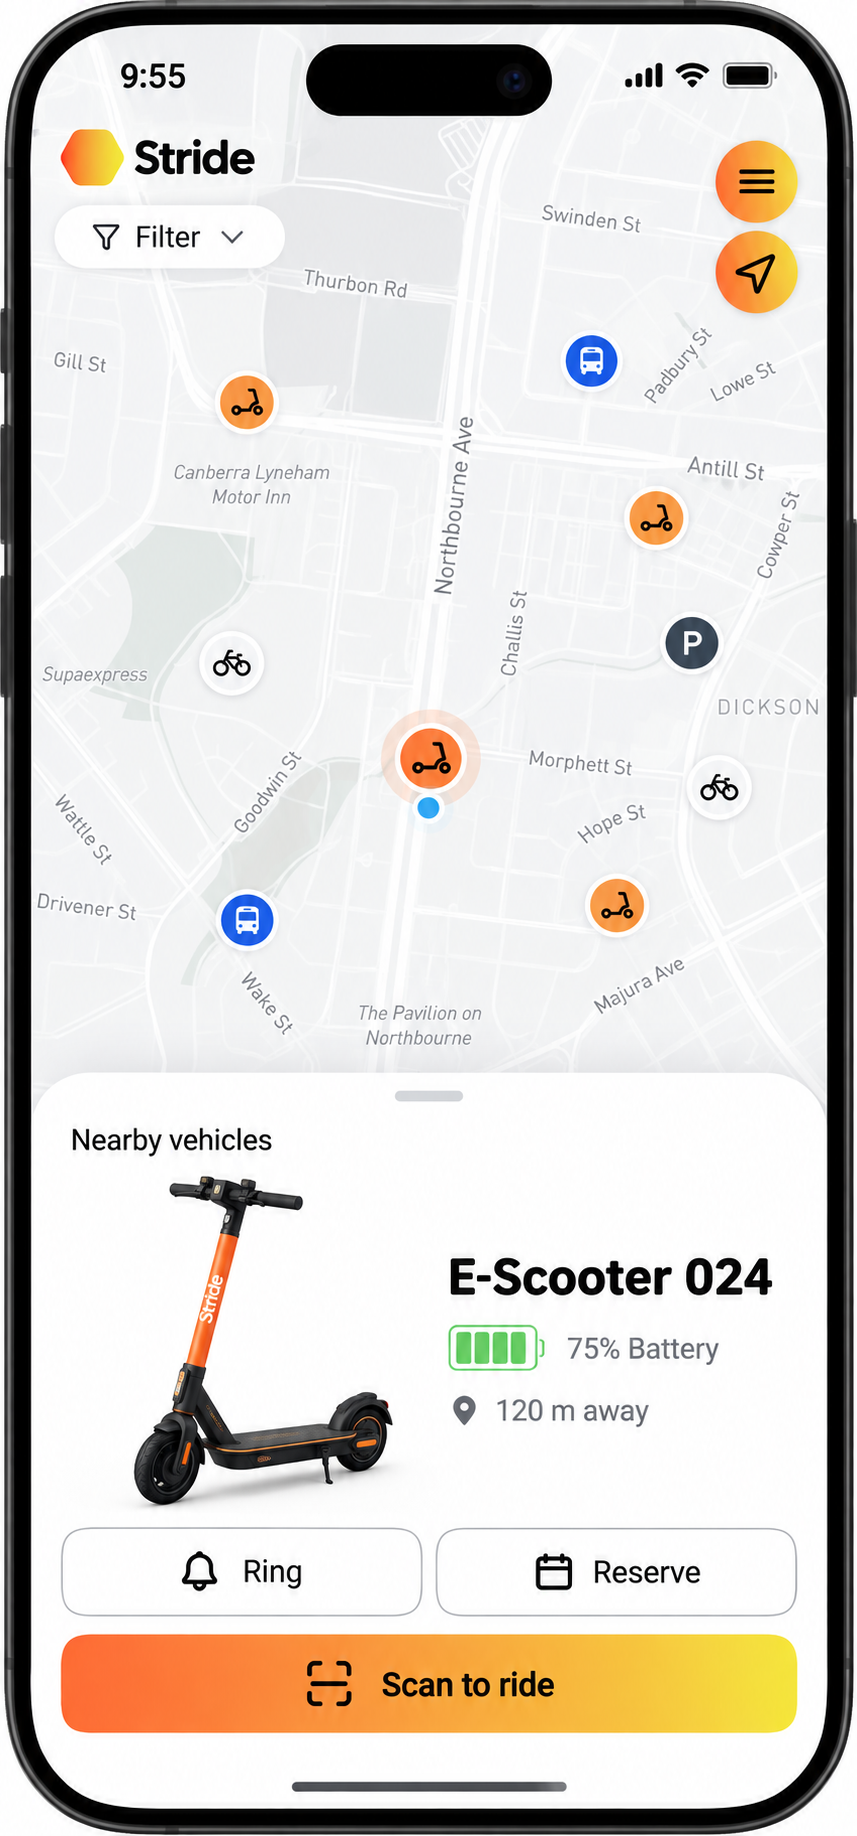 9:55
Stride
Filter
Swinden St
Thurbon Rd
Gill St
Padbury St
Lowe St
Canberra Lyneham
Motor Inn
Northbourne Ave
Antill St
Cowper St
Challis St
P
Supaexpress
DICKSON
Morphett St
Goodwin St
Hope St
Wattle St
Drivener St
Majura Ave
Wake St
The Pavilion on
Northbourne
Nearby vehicles
Stride
E-Scooter 024
75% Battery
120 m away
Ring
Reserve
Scan to ride